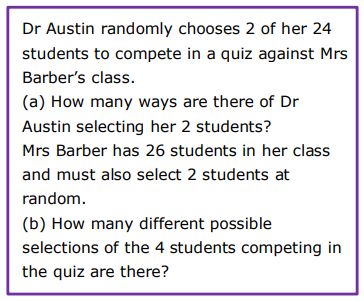 Dr Austin randomly chooses 2 of her 24
students to compete in a quiz against Mrs
Barber's class.
(a) How many ways are there of Dr
Austin selecting her 2 students?
Mrs Barber has 26 students in her class
and must also select 2 students at
random.
(b) How many different possible
selections of the 4 students competing in
the quiz are there?